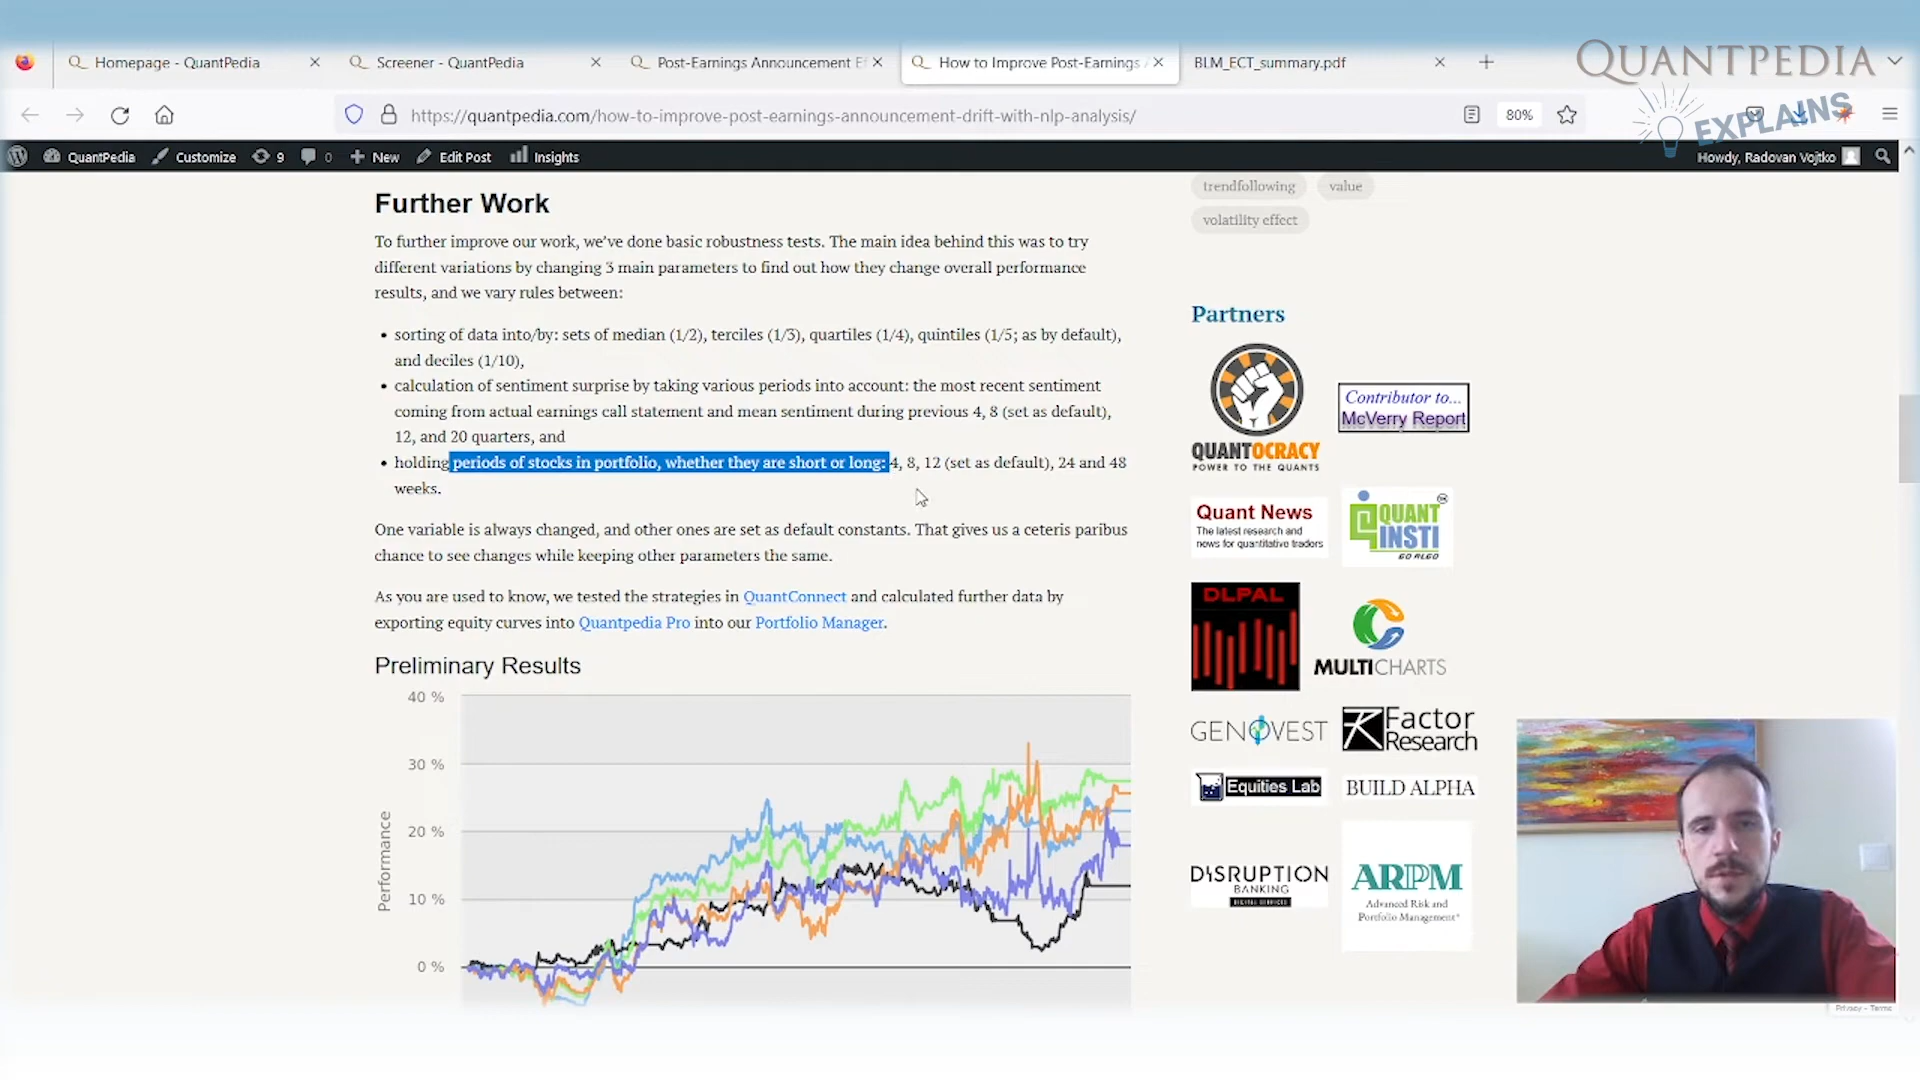 Homepage - QuantPedia
Screener - QuantPedia
Post-Earnings Announcement Ef
How to Improve Post-Earnings A
BLM_ECT_summary.pdf
QUANTPEDIA
EXPLAINS
https://quantpedia.com/how-to-improve-post-earnings-announcement-drift-with-nlp-analysis/
80%
QuantPedia
Customize
9
0
New
Edit Post
Insights
Howdy, Radovan Vojtko
Further Work
To further improve our work, we’ve done basic robustness tests. The main idea behind this was to try
different variations by changing 3 main parameters to find out how they change overall performance
results, and we vary rules between:
• sorting of data into/by: sets of median (1/2), terciles (1/3), quartiles (1/4), quintiles (1/5; as by default),
and deciles (1/10),
• calculation of sentiment surprise by taking various periods into account: the most recent sentiment
coming from actual earnings call statement and mean sentiment during previous 4, 8 (set as default),
12, and 20 quarters, and
• holding periods of stocks in portfolio, whether they are short or long: 4, 8, 12 (set as default), 24 and 48
weeks.
One variable is always changed, and other ones are set as default constants. That gives us a ceteris paribus
chance to see changes while keeping other parameters the same.
As you are used to know, we tested the strategies in QuantConnect and calculated further data by
exporting equity curves into Quantpedia Pro into our Portfolio Manager.
Preliminary Results
40 %
30 %
20 %
10 %
0 %
Performance
trendfollowing
value
volatility effect
Partners
QUANTOCRACY
POWER TO THE QUANTS
Contributor to...
McVerry Report
Quant News
The latest research and
news for quantitative traders
QUANT
INSTI
GO ALGO
DLPAL
MULTICHARTS
GENOVEST
Factor
Research
Equities Lab
BUILD ALPHA
DISRUPTION
BANKING
ARPM
Advanced Risk and
Portfolio Management®
Privacy - Terms